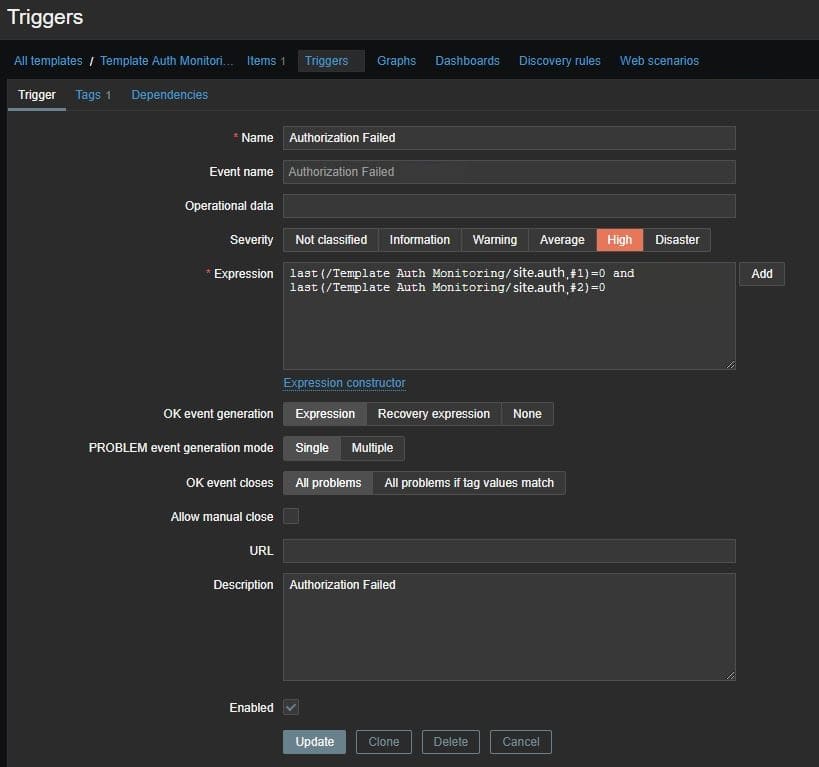 Triggers
All templates / Template Auth Monitori... Items 1 Triggers Graphs Dashboards Discovery rules Web scenarios
Trigger Tags 1 Dependencies
* Name Authorization Failed
Event name Authorization Failed
Operational data
Severity Not classified Information Warning Average High Disaster
* Expression last(/Template Auth Monitoring/site.auth,#1)=0 and Add
last(/Template Auth Monitoring/site.auth,#2)=0
Expression constructor
OK event generation Expression Recovery expression None
PROBLEM event generation mode Single Multiple
OK event closes All problems All problems if tag values match
Allow manual close
URL
Description Authorization Failed
Enabled
Update Clone Delete Cancel